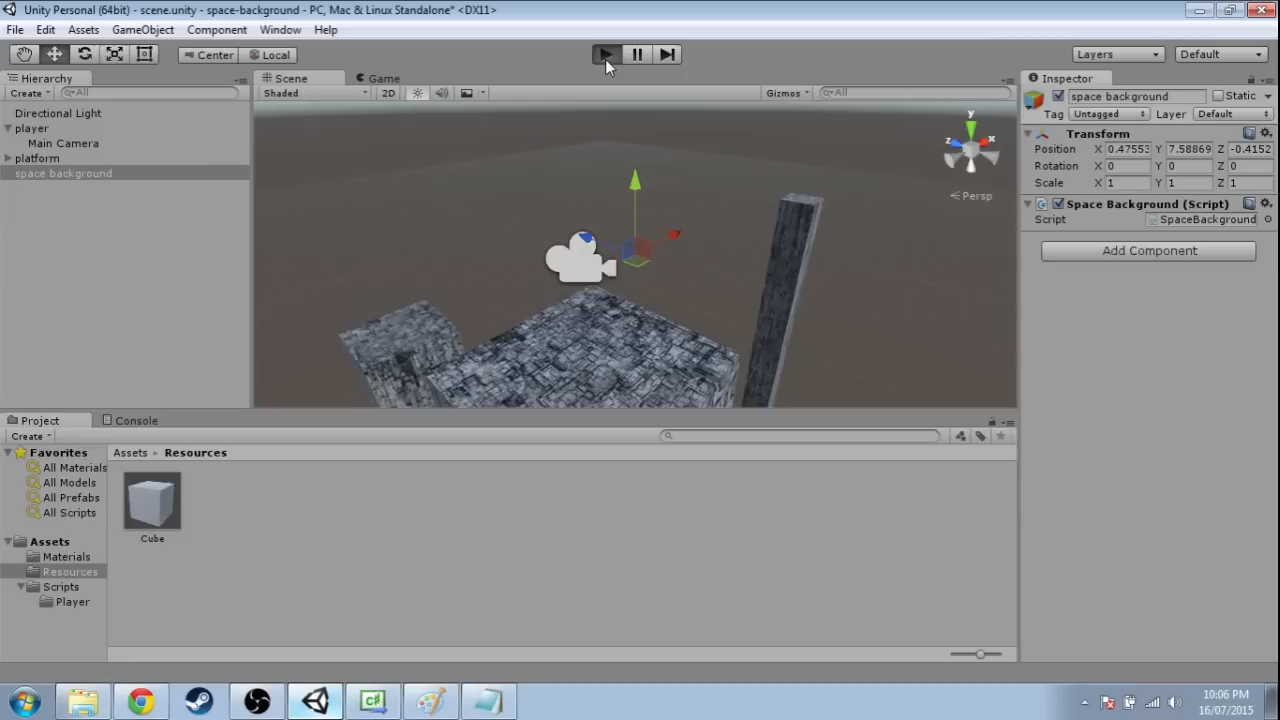 Unity Personal (64bit) - scene.unity - space-background - PC, Mac & Linux Standalone* <DX11>
File Edit Assets GameObject Component Window Help
Center Local Layers Default
Hierarchy Scene Game Inspector
Create All Shaded 2D Gizmos All space background Static
Tag Untagged Layer Default
Directional Light
player
Main Camera
platform
space background
y
x
z
Persp
Transform
Position X 0.47553 Y 7.58869 Z -0.4152
Rotation X 0 Y 0 Z 0
Scale X 1 Y 1 Z 1
Space Background (Script)
Script SpaceBackground
Add Component
Project Console
Create
Favorites
All Materials
All Models
All Prefabs
All Scripts
Assets
Materials
Resources
Scripts
Player
Assets Resources
Cube
C#
10:06 PM
16/07/2015